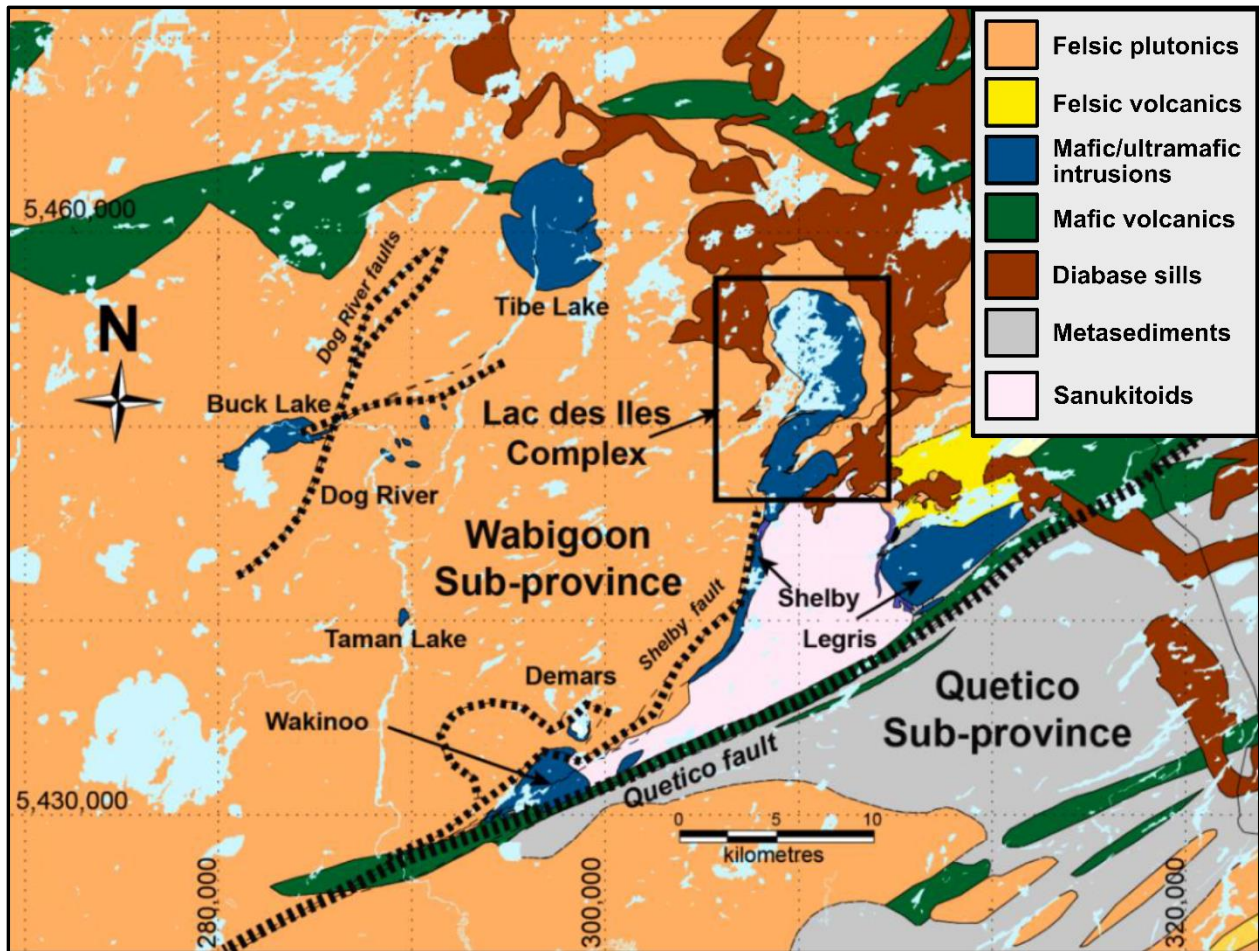 Felsic plutonics
Felsic volcanics
Mafic/ultramafic
intrusions
Mafic volcanics
Diabase sills
Metasediments
Sanukitoids
5,460,000
Dog River faults
Tibe Lake
N
Buck Lake
Lac des Iles
Complex
Dog River
Wabigoon
Sub-province
Shelby
Shelby fault
Taman Lake
Legris
Demars
Quetico
Sub-province
Wakinoo
Quetico fault
5,430,000
0 5 10
kilometres
280,000
300,000
320,000